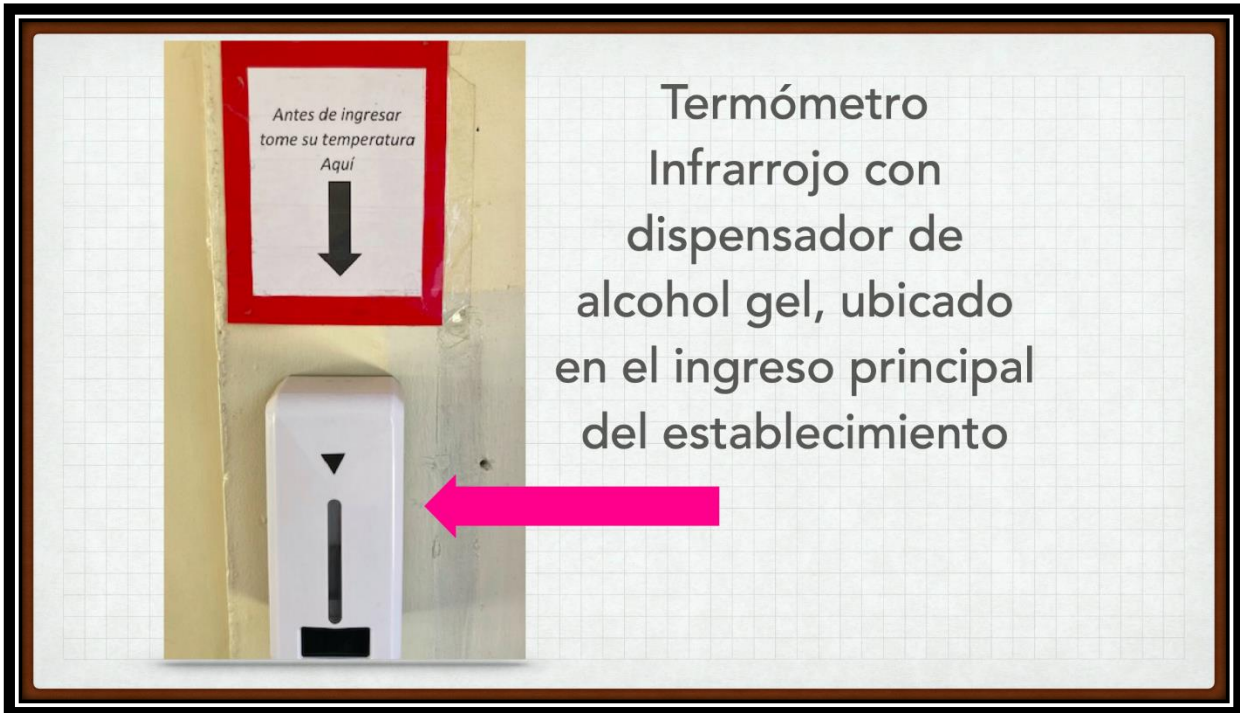 Antes de ingresar
tome su temperatura
Aquí
Termómetro
Infrarrojo con
dispensador de
alcohol gel, ubicado
en el ingreso principal
del establecimiento